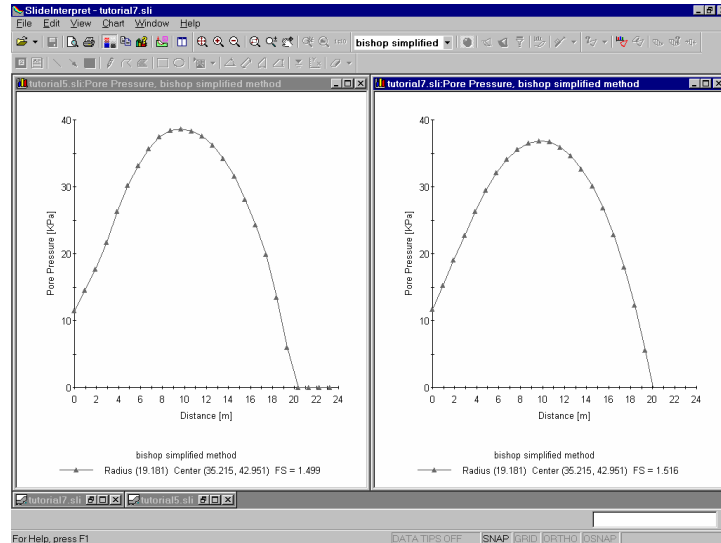 SlideInterpret - tutorial7.sli
File Edit View Chart Window Help
bishop simplified
tutorial5.sli:Pore Pressure, bishop simplified method
40
30
20
10
0
Pore Pressure [KPa]
0 2 4 6 8 10 12 14 16 18 20 22 24
Distance [m]
bishop simplified method
Radius (19.181) Center (35.215, 42.951) FS = 1.499
tutorial7.sli:Pore Pressure, bishop simplified method
40
30
20
10
0
Pore Pressure [KPa]
0 2 4 6 8 10 12 14 16 18 20 22 24
Distance [m]
bishop simplified method
Radius (19.181) Center (35.215, 42.951) FS = 1.516
tutorial7.sli
tutorial5.sli
For Help, press F1
DATA TIPS OFF SNAP GRID ORTHO OSNAP